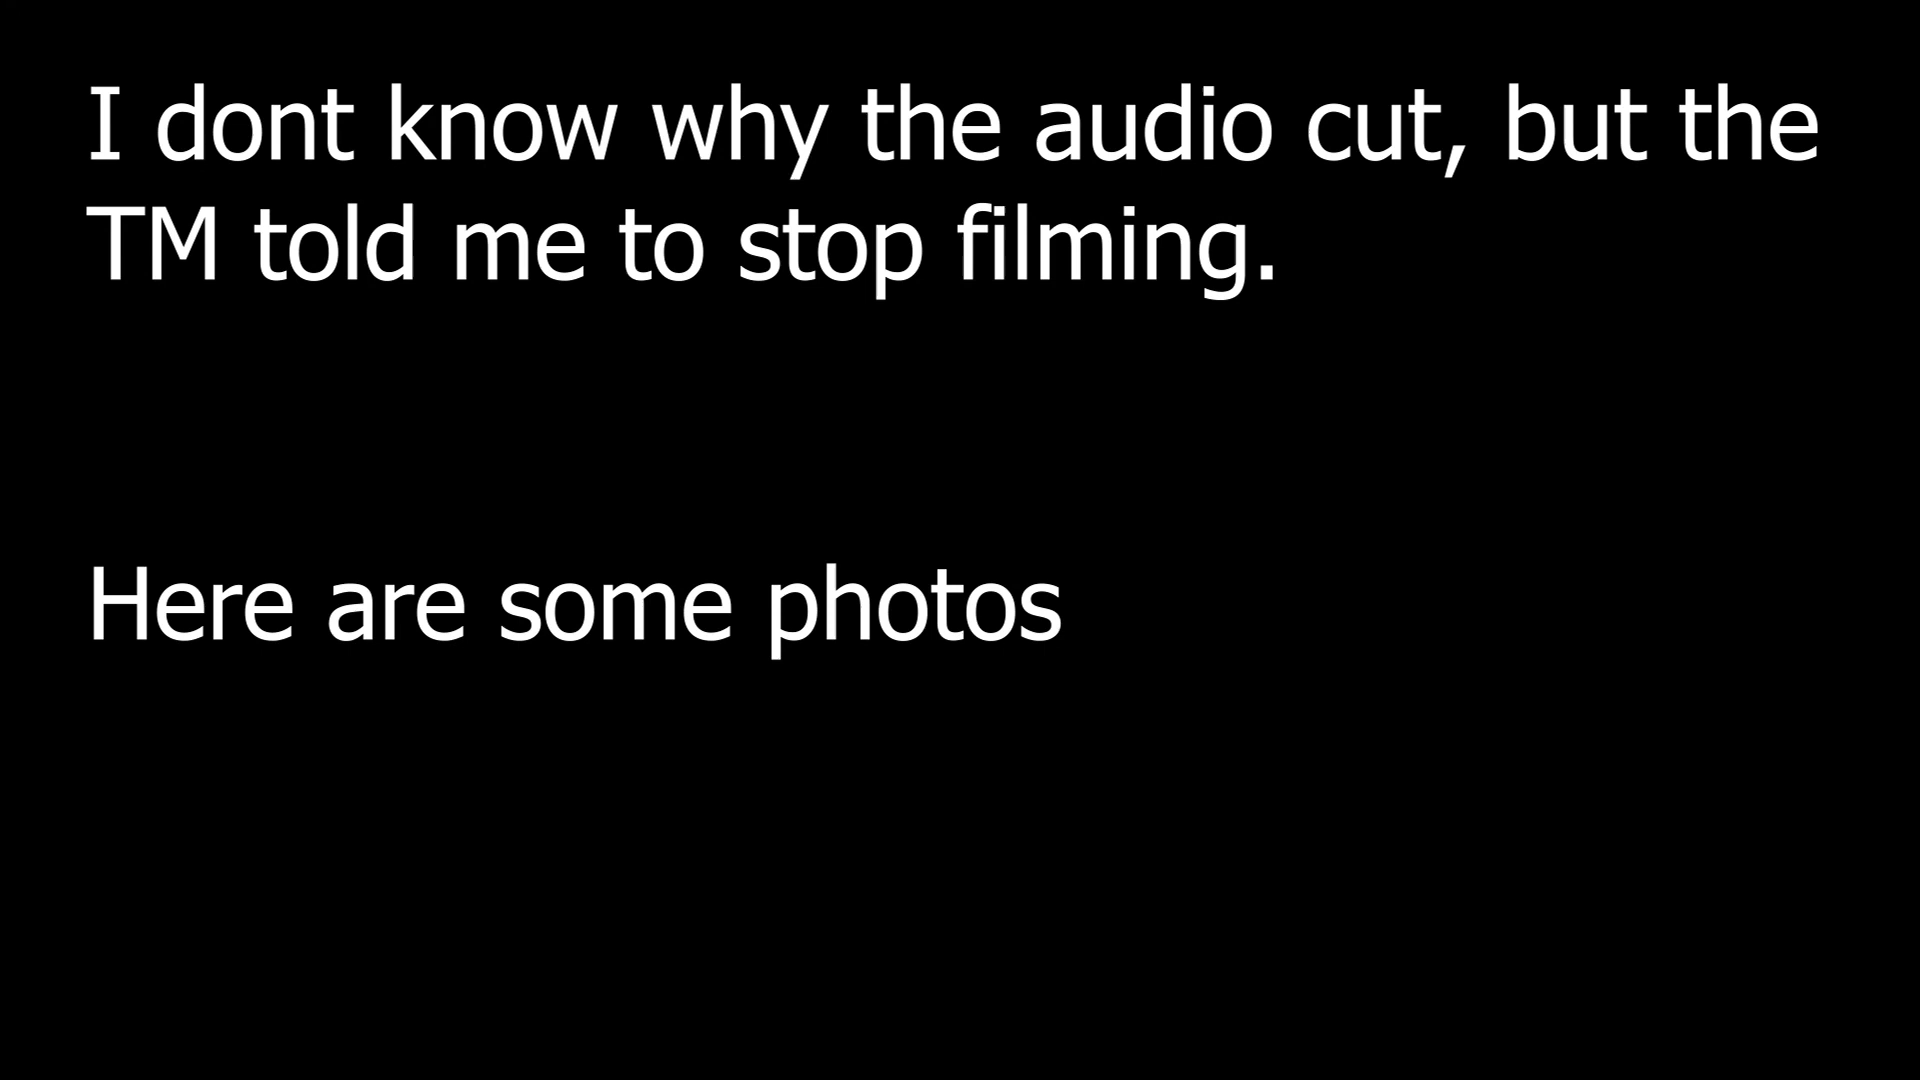 I dont know why the audio cut, but the
TM told me to stop filming.
Here are some photos